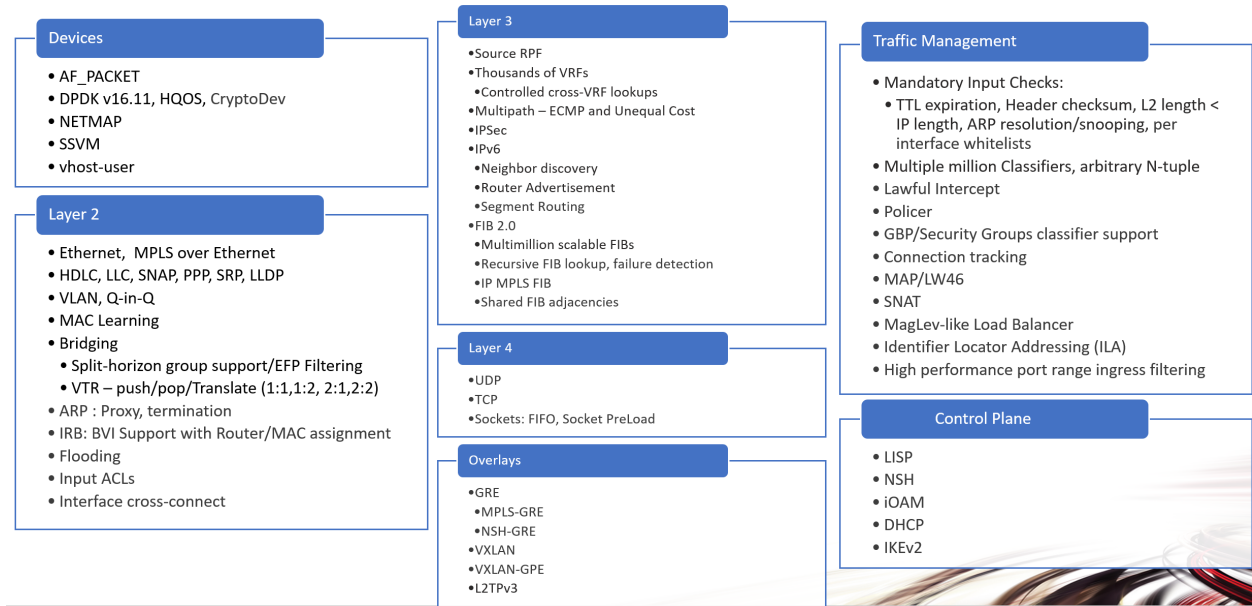 Devices
• AF_PACKET
• DPDK v16.11, HQOS, CryptoDev
• NETMAP
• SSVM
• vhost-user
Layer 2
• Ethernet, MPLS over Ethernet
• HDLC, LLC, SNAP, PPP, SRP, LLDP
• VLAN, Q-in-Q
• MAC Learning
• Bridging
• Split-horizon group support/EFP Filtering
• VTR – push/pop/Translate (1:1,1:2, 2:1,2:2)
• ARP : Proxy, termination
• IRB: BVI Support with Router/MAC assignment
• Flooding
• Input ACLs
• Interface cross-connect
Layer 3
•Source RPF
•Thousands of VRFs
•Controlled cross-VRF lookups
•Multipath – ECMP and Unequal Cost
•IPSec
•IPv6
•Neighbor discovery
•Router Advertisement
•Segment Routing
•FIB 2.0
•Multimillion scalable FIBs
•Recursive FIB lookup, failure detection
•IP MPLS FIB
•Shared FIB adjacencies
Layer 4
•UDP
•TCP
•Sockets: FIFO, Socket PreLoad
Overlays
•GRE
•MPLS-GRE
•NSH-GRE
•VXLAN
•VXLAN-GPE
•L2TPv3
Traffic Management
• Mandatory Input Checks:
• TTL expiration, Header checksum, L2 length <
IP length, ARP resolution/snooping, per
interface whitelists
• Multiple million Classifiers, arbitrary N-tuple
• Lawful Intercept
• Policer
• GBP/Security Groups classifier support
• Connection tracking
• MAP/LW46
• SNAT
• MagLev-like Load Balancer
• Identifier Locator Addressing (ILA)
• High performance port range ingress filtering
Control Plane
• LISP
• NSH
• iOAM
• DHCP
• IKEv2